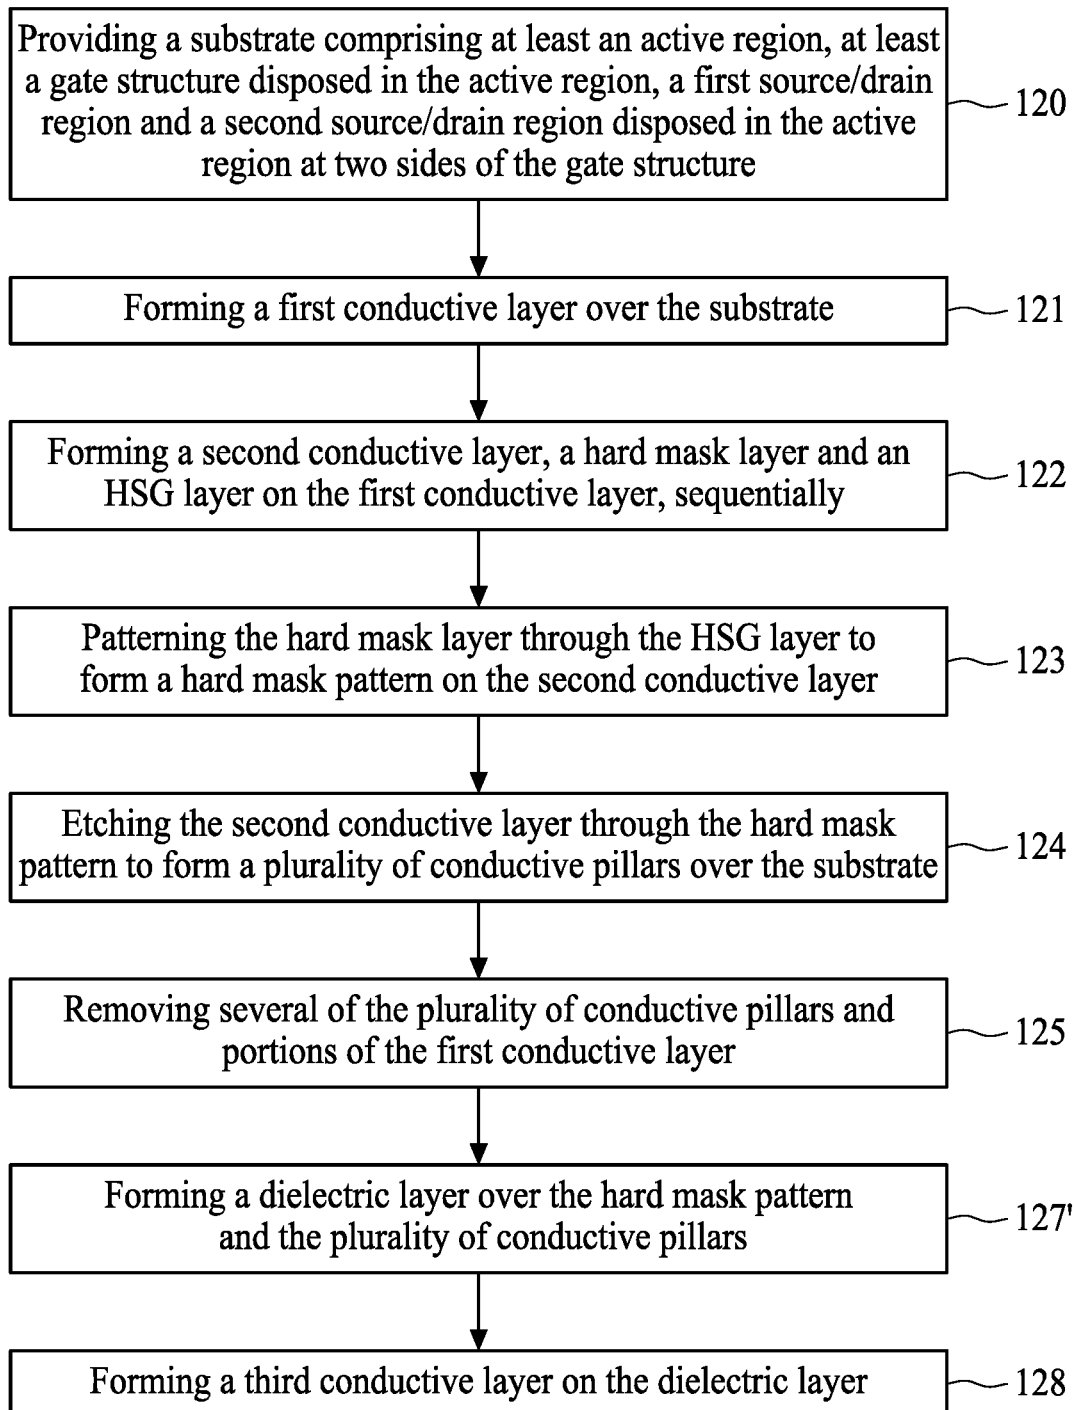 Providing a substrate comprising at least an active region, at least
a gate structure disposed in the active region, a first source/drain
region and a second source/drain region disposed in the active
region at two sides of the gate structure
120
Forming a first conductive layer over the substrate
121
Forming a second conductive layer, a hard mask layer and an
HSG layer on the first conductive layer, sequentially
122
Patterning the hard mask layer through the HSG layer to
form a hard mask pattern on the second conductive layer
123
Etching the second conductive layer through the hard mask
pattern to form a plurality of conductive pillars over the substrate
124
Removing several of the plurality of conductive pillars and
portions of the first conductive layer
125
Forming a dielectric layer over the hard mask pattern
and the plurality of conductive pillars
127'
Forming a third conductive layer on the dielectric layer
128